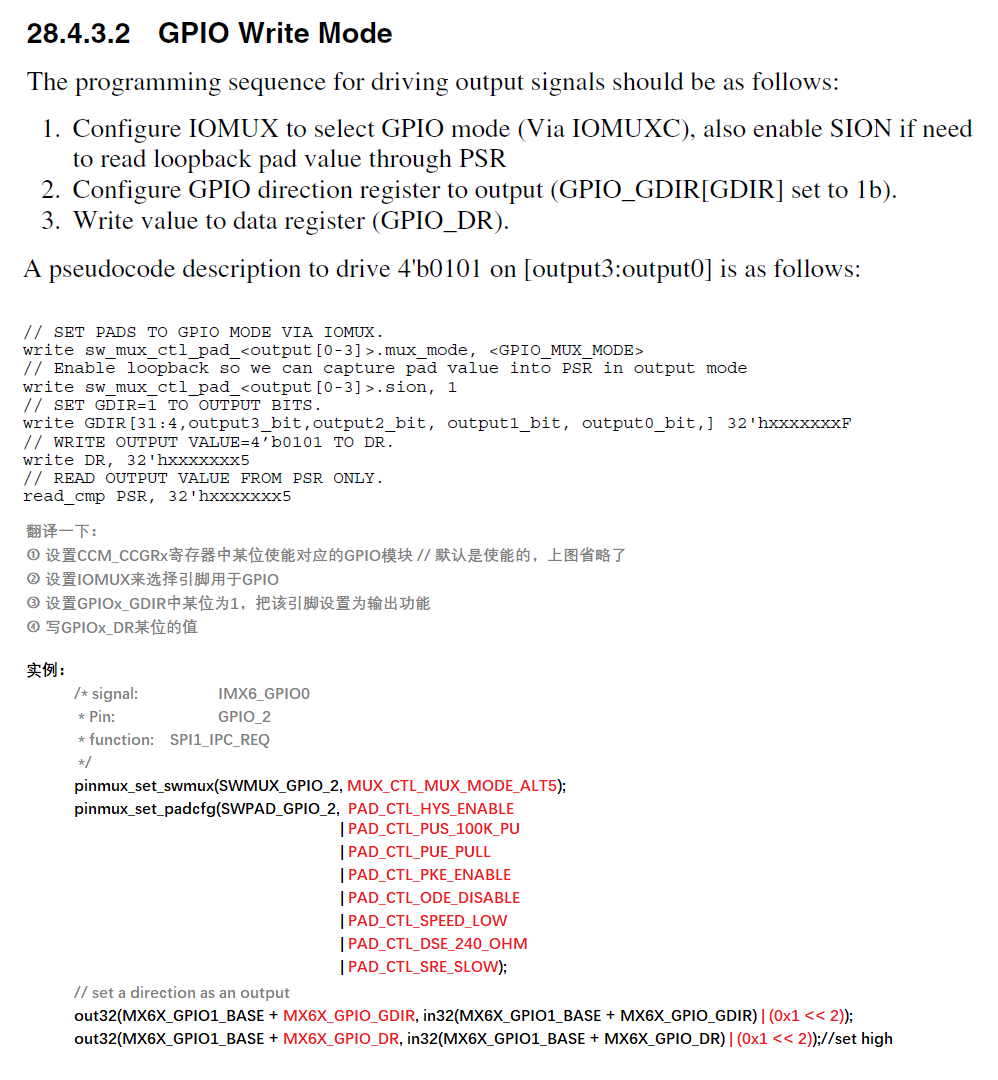 28.4.3.2 GPIO Write Mode
The programming sequence for driving output signals should be as follows:
1. Configure IOMUX to select GPIO mode (Via IOMUXC), also enable SION if need
to read loopback pad value through PSR
2. Configure GPIO direction register to output (GPIO_GDIR[GDIR] set to 1b).
3. Write value to data register (GPIO_DR).
A pseudocode description to drive 4'b0101 on [output3:output0] is as follows:
// SET PADS TO GPIO MODE VIA IOMUX.
write sw_mux_ctl_pad_<output[0-3]>.mux_mode, <GPIO_MUX_MODE>
// Enable loopback so we can capture pad value into PSR in output mode
write sw_mux_ctl_pad_<output[0-3]>.sion, 1
// SET GDIR=1 TO OUTPUT BITS.
write GDIR[31:4,output3_bit,output2_bit, output1_bit, output0_bit,] 32'hxxxxxxxF
// WRITE OUTPUT VALUE=4’b0101 TO DR.
write DR, 32'hxxxxxxx5
// READ OUTPUT VALUE FROM PSR ONLY.
read_cmp PSR, 32'hxxxxxxx5
翻译一下：
① 设置CCM_CCGRx寄存器中某位使能对应的GPIO模块 // 默认是使能的，上图省略了
② 设置IOMUX来选择引脚用于GPIO
③ 设置GPIOx_GDIR中某位为1，把该引脚设置为输出功能
④ 写GPIOx_DR某位的值
实例：
/* signal: IMX6_GPIO0
* Pin: GPIO_2
* function: SPI1_IPC_REQ
*/
pinmux_set_swmux(SWMUX_GPIO_2, MUX_CTL_MUX_MODE_ALT5);
pinmux_set_padcfg(SWPAD_GPIO_2, PAD_CTL_HYS_ENABLE
| PAD_CTL_PUS_100K_PU
| PAD_CTL_PUE_PULL
| PAD_CTL_PKE_ENABLE
| PAD_CTL_ODE_DISABLE
| PAD_CTL_SPEED_LOW
| PAD_CTL_DSE_240_OHM
| PAD_CTL_SRE_SLOW);
// set a direction as an output
out32(MX6X_GPIO1_BASE + MX6X_GPIO_GDIR, in32(MX6X_GPIO1_BASE + MX6X_GPIO_GDIR) | (0x1 << 2));
out32(MX6X_GPIO1_BASE + MX6X_GPIO_DR, in32(MX6X_GPIO1_BASE + MX6X_GPIO_DR) | (0x1 << 2));//set high